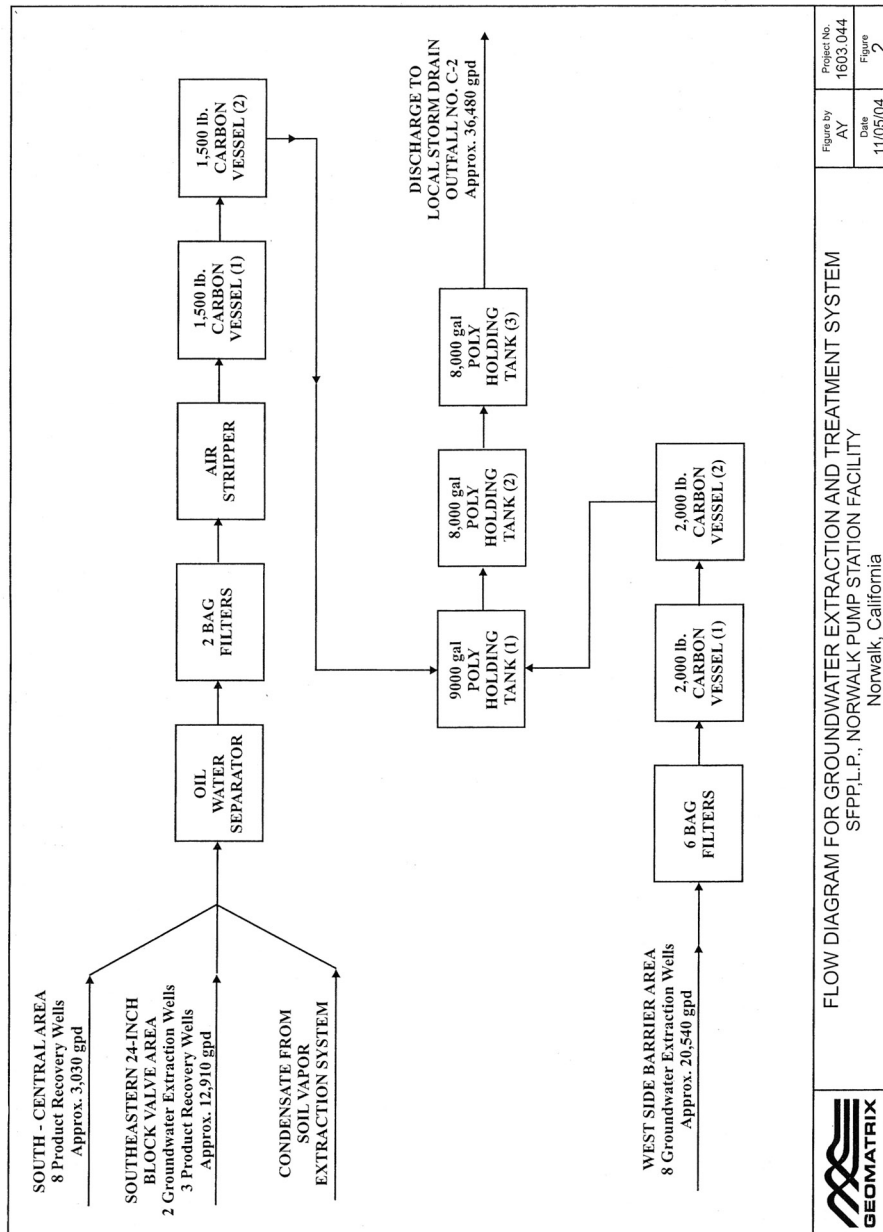 SOUTH - CENTRAL AREA
8 Product Recovery Wells
Approx. 3,030 gpd
SOUTHEASTERN 24-INCH
BLOCK VALVE AREA
2 Groundwater Extraction Wells
3 Product Recovery Wells
Approx. 12,910 gpd
CONDENSATE FROM
SOIL VAPOR
EXTRACTION SYSTEM
OIL
WATER
SEPARATOR
2 BAG
FILTERS
AIR
STRIPPER
1,500 lb.
CARBON
VESSEL (1)
1,500 lb.
CARBON
VESSEL (2)
9000 gal
POLY
HOLDING
TANK (1)
8,000 gal
POLY
HOLDING
TANK (2)
8,000 gal
POLY
HOLDING
TANK (3)
DISCHARGE TO
LOCAL STORM DRAIN
OUTFALL NO. C-2
Approx. 36,480 gpd
WEST SIDE BARRIER AREA
8 Groundwater Extraction Wells
Approx. 20,540 gpd
6 BAG
FILTERS
2,000 lb.
CARBON
VESSEL (1)
2,000 lb.
CARBON
VESSEL (2)
GEOMATRIX
FLOW DIAGRAM FOR GROUNDWATER EXTRACTION AND TREATMENT SYSTEM
SFPP,L.P., NORWALK PUMP STATION FACILITY
Norwalk, California
Figure by
AY
Project No.
1603.044
Date
11/05/04
Figure
2